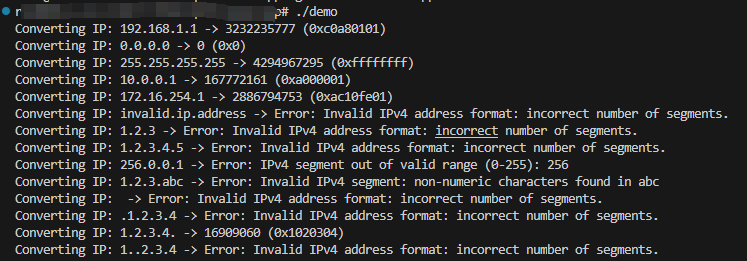 # ./demo
Converting IP: 192.168.1.1 -> 3232235777 (0xc0a80101)
Converting IP: 0.0.0.0 -> 0 (0x0)
Converting IP: 255.255.255.255 -> 4294967295 (0xffffffff)
Converting IP: 10.0.0.1 -> 167772161 (0xa000001)
Converting IP: 172.16.254.1 -> 2886794753 (0xac10fe01)
Converting IP: invalid.ip.address -> Error: Invalid IPv4 address format: incorrect number of segments.
Converting IP: 1.2.3 -> Error: Invalid IPv4 address format: incorrect number of segments.
Converting IP: 1.2.3.4.5 -> Error: Invalid IPv4 address format: incorrect number of segments.
Converting IP: 256.0.0.1 -> Error: IPv4 segment out of valid range (0-255): 256
Converting IP: 1.2.3.abc -> Error: Invalid IPv4 segment: non-numeric characters found in abc
Converting IP:  -> Error: Invalid IPv4 address format: incorrect number of segments.
Converting IP: .1.2.3.4 -> Error: Invalid IPv4 address format: incorrect number of segments.
Converting IP: 1.2.3.4. -> 16909060 (0x1020304)
Converting IP: 1..2.3.4 -> Error: Invalid IPv4 address format: incorrect number of segments.